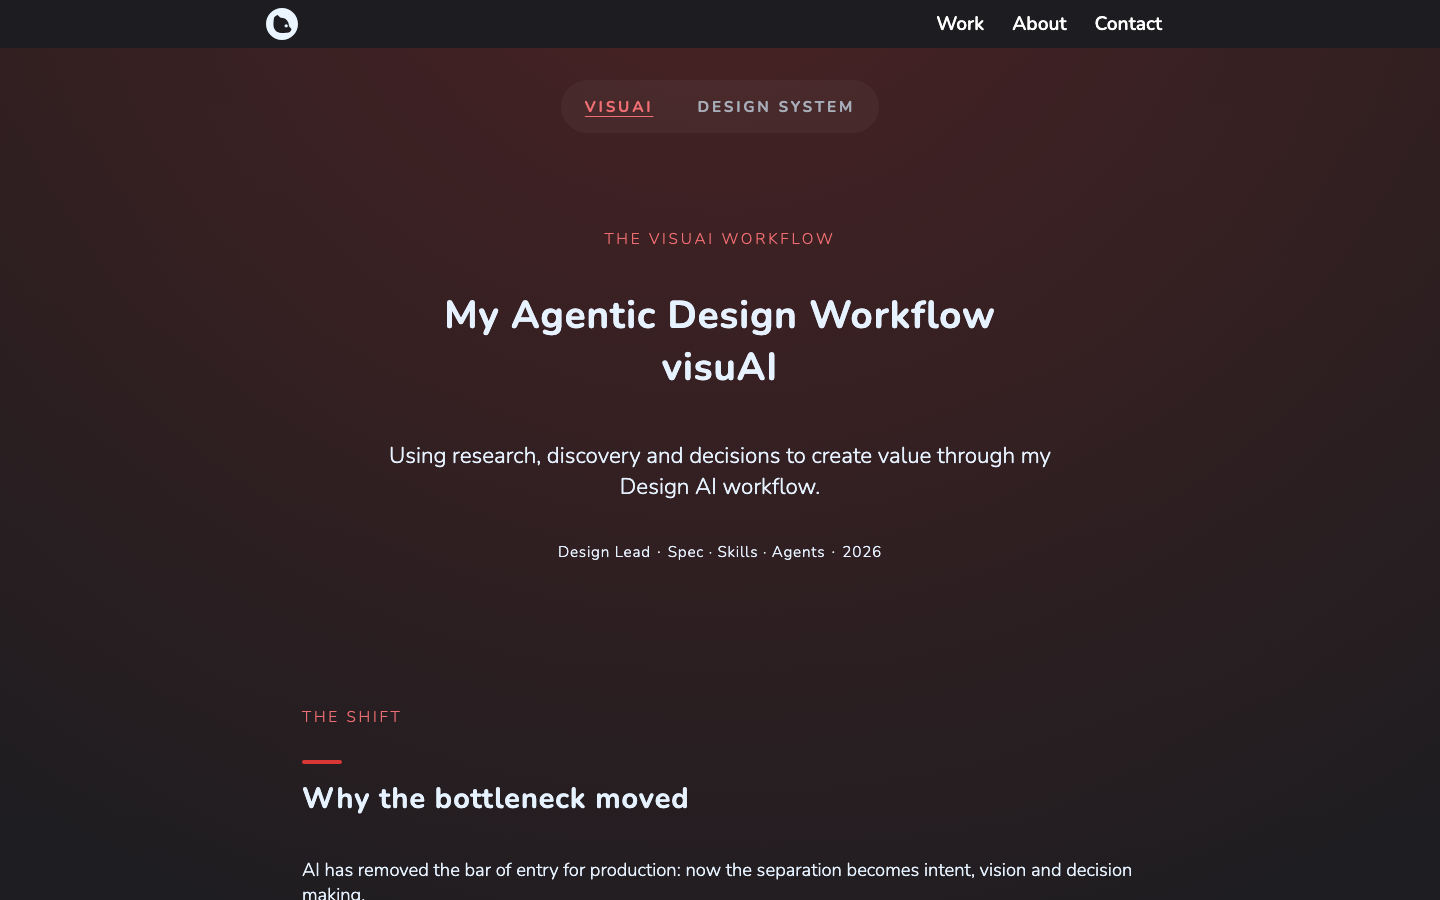 Work About Contact
VISUAI DESIGN SYSTEM
THE VISUAI WORKFLOW
My Agentic Design Workflow
visuAI
Using research, discovery and decisions to create value through my
Design AI workflow.
Design Lead · Spec · Skills · Agents · 2026
THE SHIFT
Why the bottleneck moved
AI has removed the bar of entry for production: now the separation becomes intent, vision and decision
making.